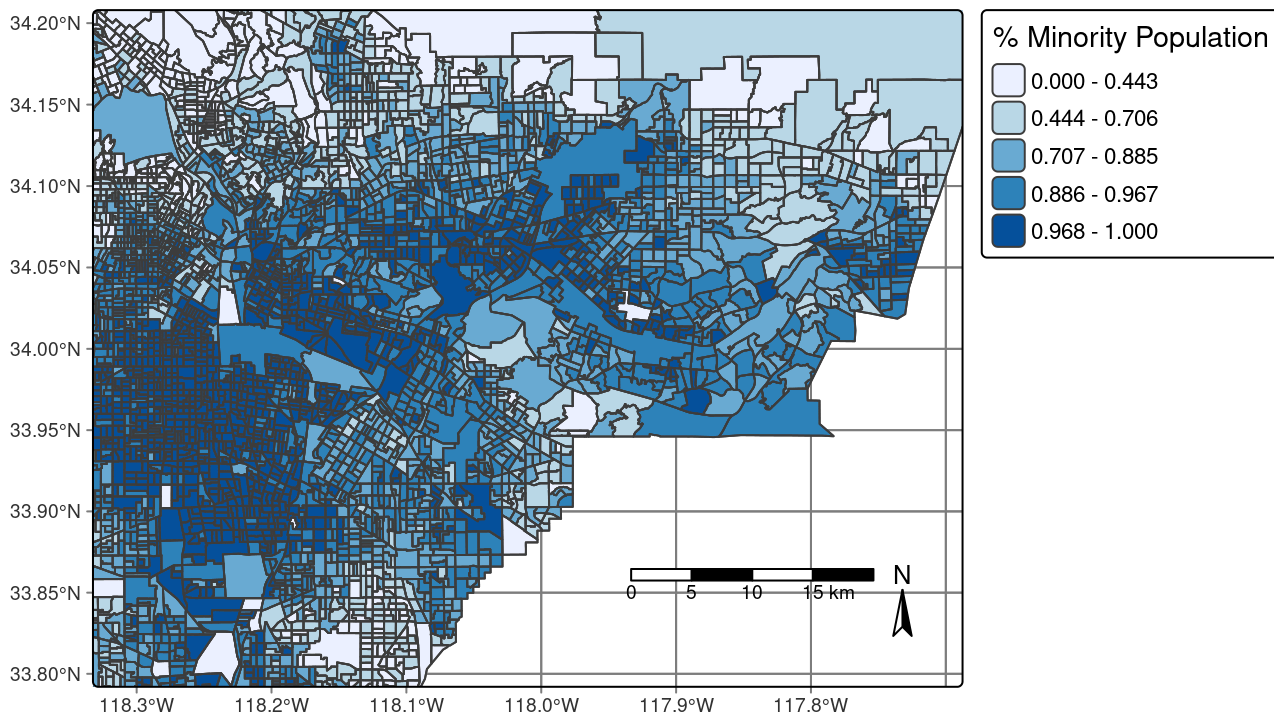 % Minority Population
0.000 - 0.443
0.444 - 0.706
0.707 - 0.885
0.886 - 0.967
0.968 - 1.000
34.20°N
34.15°N
34.10°N
34.05°N
34.00°N
33.95°N
33.90°N
33.85°N
33.80°N
N
0 5 10 15 km
118.3°W 118.2°W 118.1°W 118.0°W 117.9°W 117.8°W